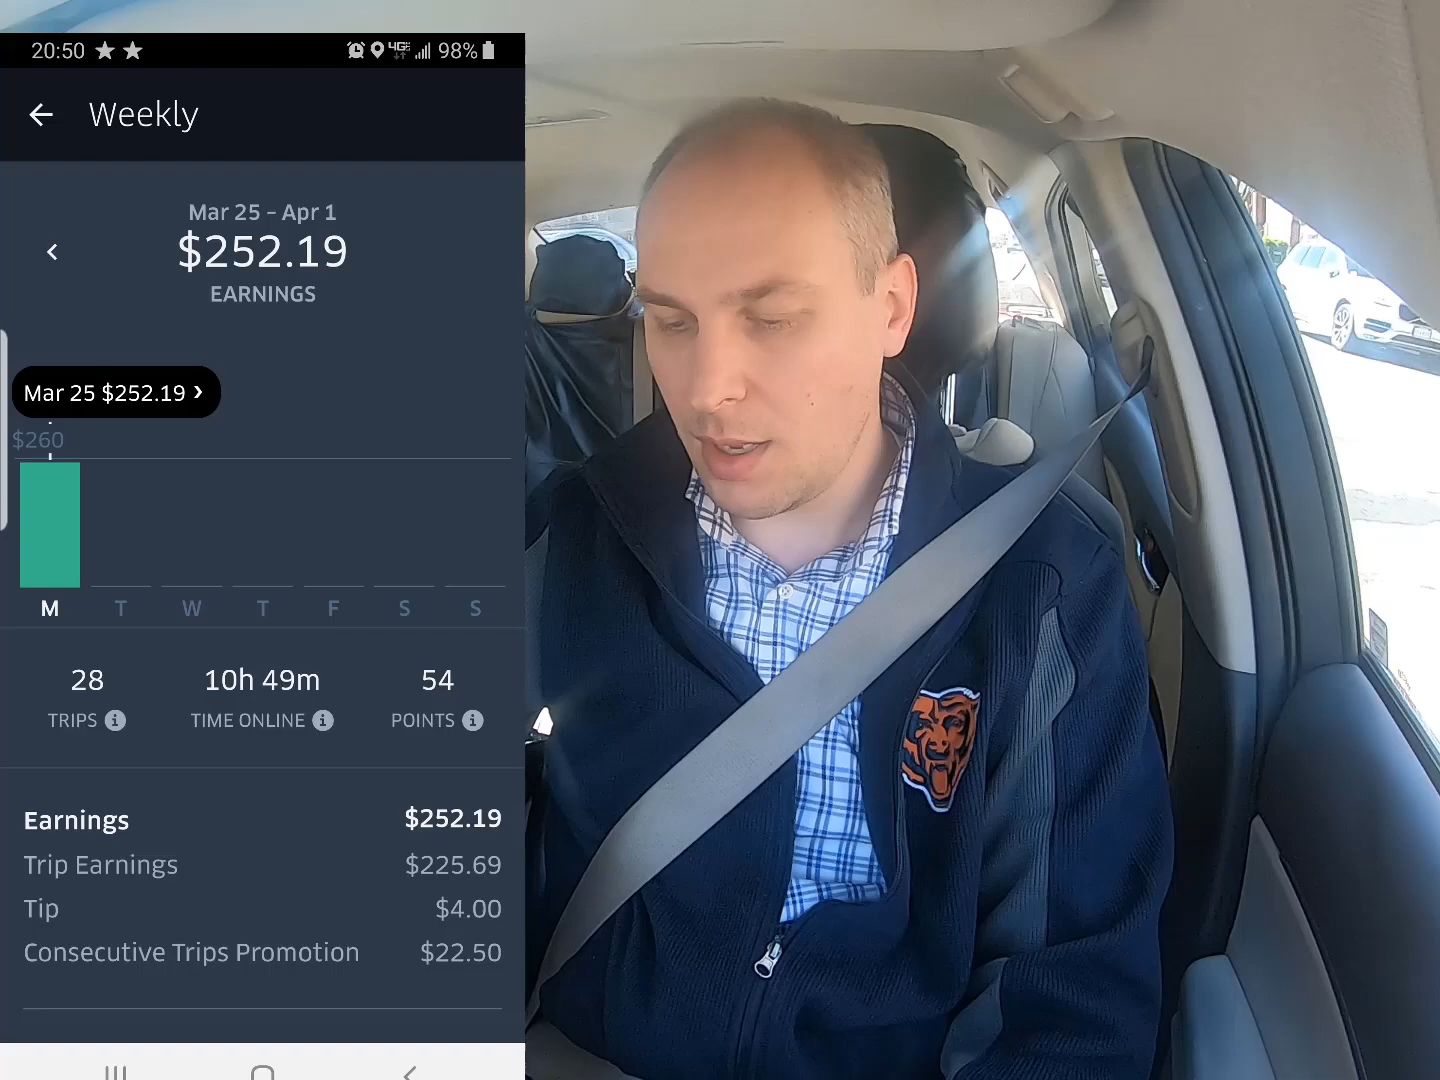 20:50 98%
Weekly
Mar 25 - Apr 1
$252.19
EARNINGS
Mar 25 $252.19
$260
M T W T F S S
28 10h 49m 54
TRIPS TIME ONLINE POINTS
Earnings $252.19
Trip Earnings $225.69
Tip $4.00
Consecutive Trips Promotion $22.50